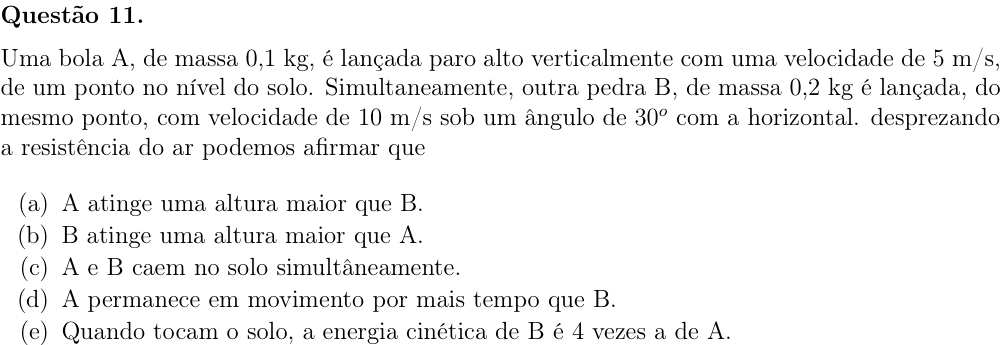 Questão 11.
Uma bola A, de massa 0,1 kg, é lançada paro alto verticalmente com uma velocidade de 5 m/s,
de um ponto no nível do solo. Simultaneamente, outra pedra B, de massa 0,2 kg é lançada, do
mesmo ponto, com velocidade de 10 m/s sob um ângulo de 30º com a horizontal. desprezando
a resistência do ar podemos afirmar que
(a) A atinge uma altura maior que B.
(b) B atinge uma altura maior que A.
(c) A e B caem no solo simultâneamente.
(d) A permanece em movimento por mais tempo que B.
(e) Quando tocam o solo, a energia cinética de B é 4 vezes a de A.